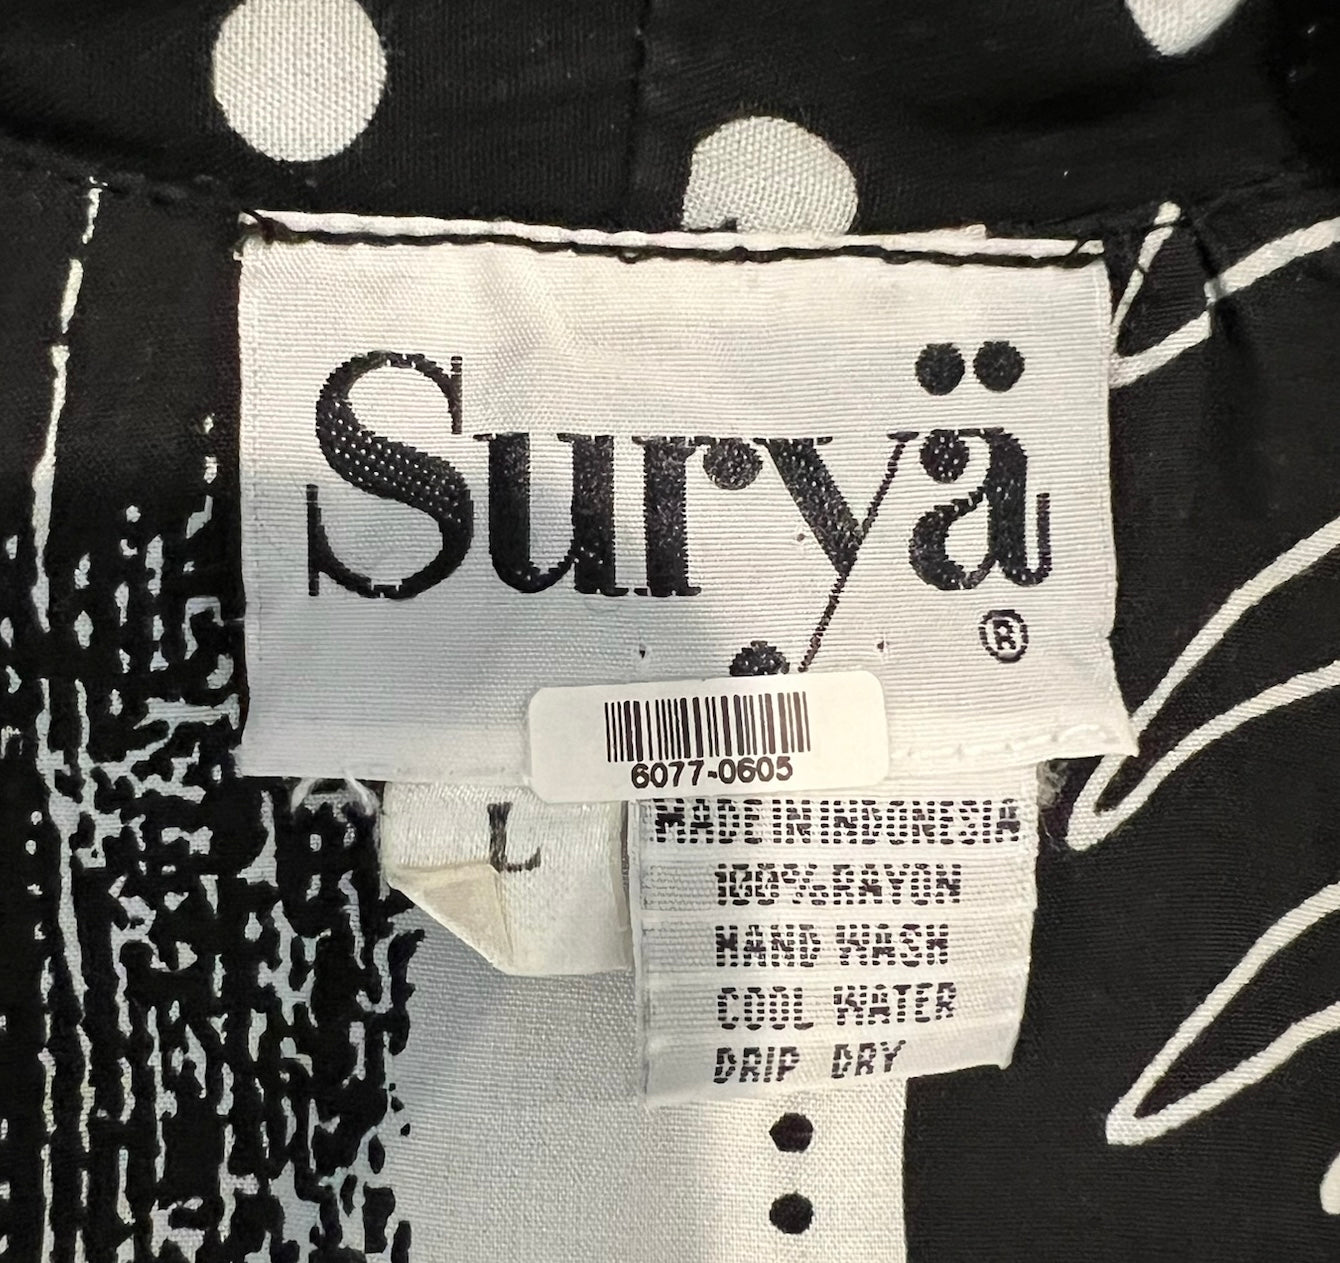 Suryä
®
6077-0605
L
MADE IN INDONESIA
100% RAYON
HAND WASH
COOL WATER
DRIP DRY